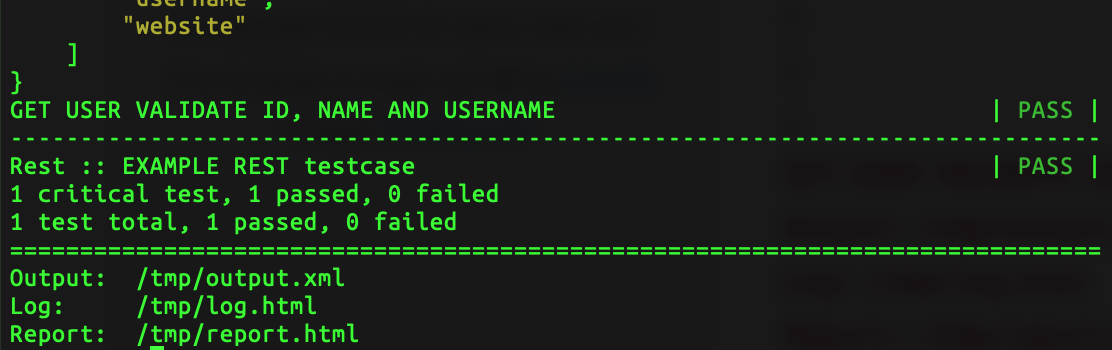 "username",
"website"
]
}
GET USER VALIDATE ID, NAME AND USERNAME | PASS |
------------------------------------------------------------------------------
Rest :: EXAMPLE REST testcase | PASS |
1 critical test, 1 passed, 0 failed
1 test total, 1 passed, 0 failed
==============================================================================
Output:  /tmp/output.xml
Log:     /tmp/log.html
Report:  /tmp/report.html